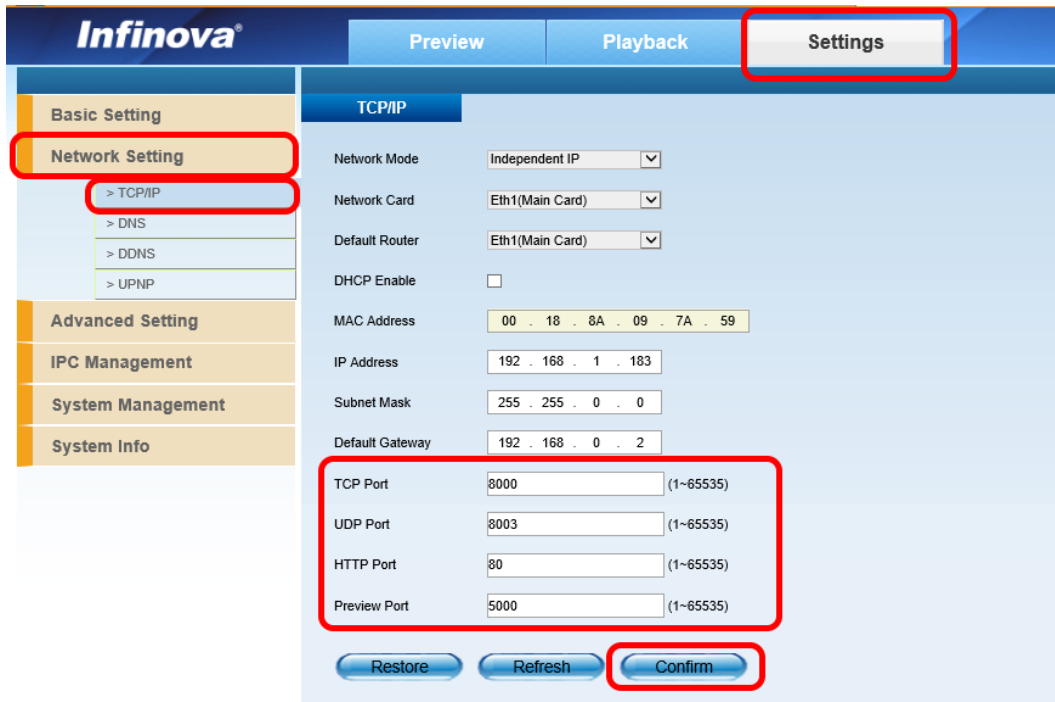 Infinova®
Preview Playback Settings
Basic Setting
Network Setting
> TCP/IP
> DNS
> DDNS
> UPNP
Advanced Setting
IPC Management
System Management
System Info
TCP/IP
Network Mode Independent IP
Network Card Eth1(Main Card)
Default Router Eth1(Main Card)
DHCP Enable
MAC Address 00 . 18 . 8A . 09 . 7A . 59
IP Address 192 . 168 . 1 . 183
Subnet Mask 255 . 255 . 0 . 0
Default Gateway 192 . 168 . 0 . 2
TCP Port 8000 (1~65535)
UDP Port 8003 (1~65535)
HTTP Port 80 (1~65535)
Preview Port 5000 (1~65535)
Restore Refresh Confirm